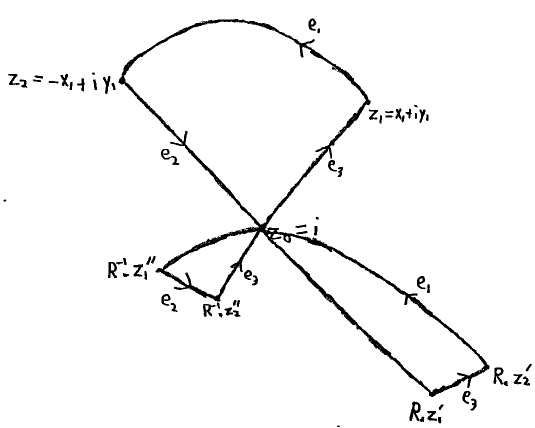 e₁
z₂ = -x₁ + i y₁
z₁ = x₁ + i y₁
e₂
e₃
z₀ = i
R⁻¹. z₁''
e₃
e₁
e₂
R⁻¹. z₂''
R. z₂'
e₃
R. z₁'